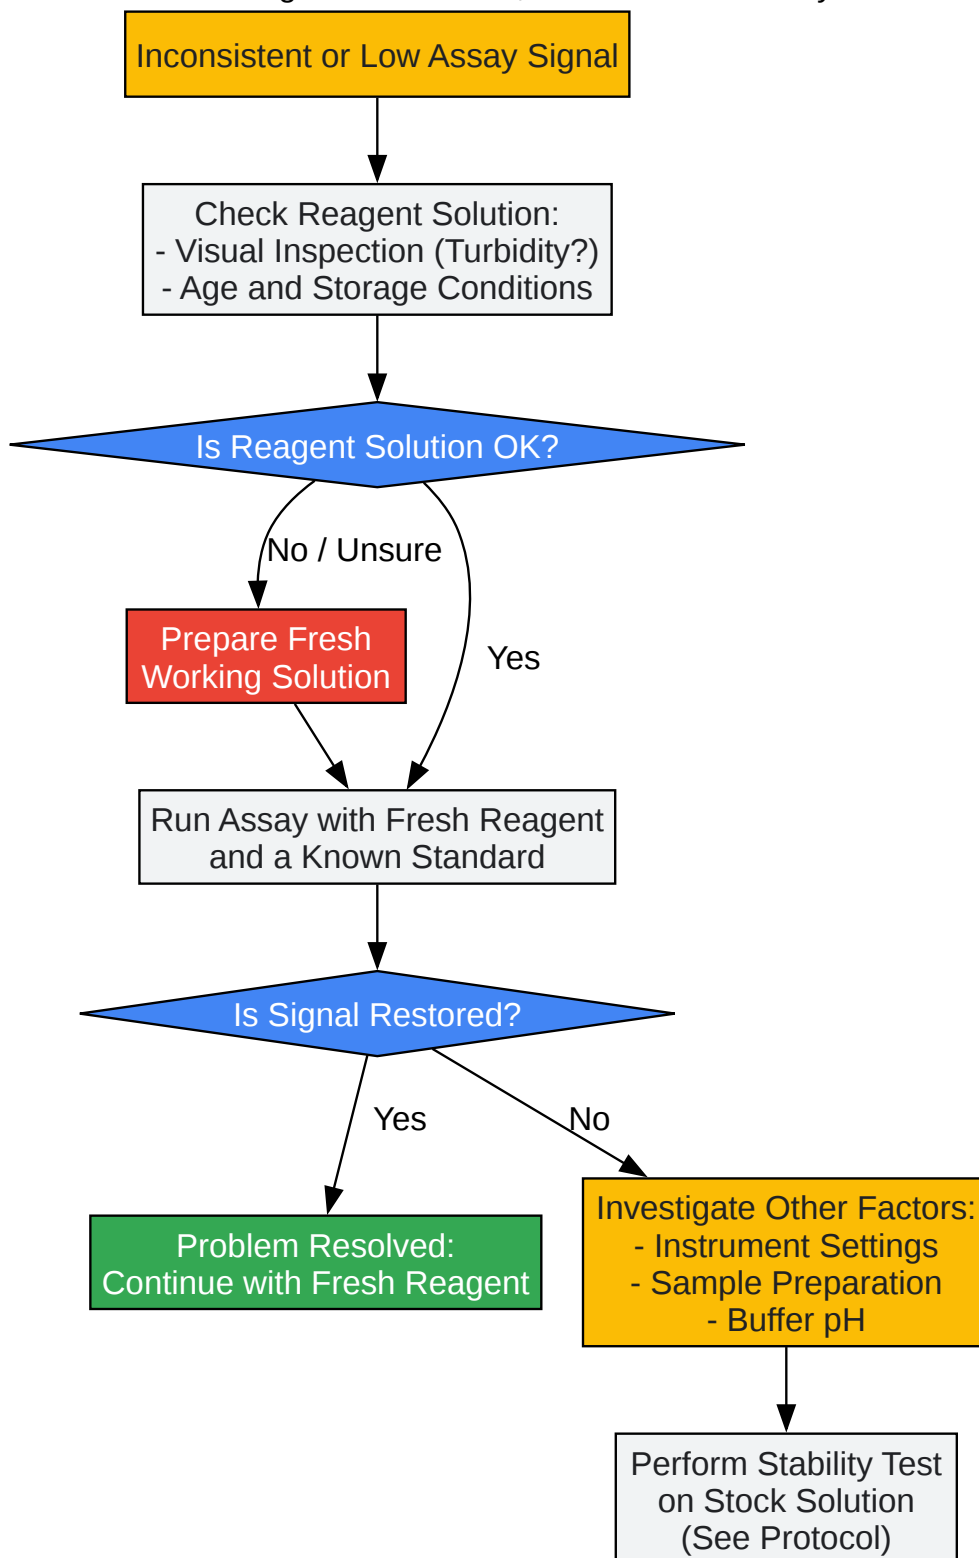 Inconsistent or Low Assay Signal
Check Reagent Solution:
- Visual Inspection (Turbidity?)
- Age and Storage Conditions
Is Reagent Solution OK?
No / Unsure
Prepare Fresh
Working Solution
Yes
Run Assay with Fresh Reagent
and a Known Standard
Is Signal Restored?
Yes
No
Problem Resolved:
Continue with Fresh Reagent
Investigate Other Factors:
- Instrument Settings
- Sample Preparation
- Buffer pH
Perform Stability Test
on Stock Solution
(See Protocol)